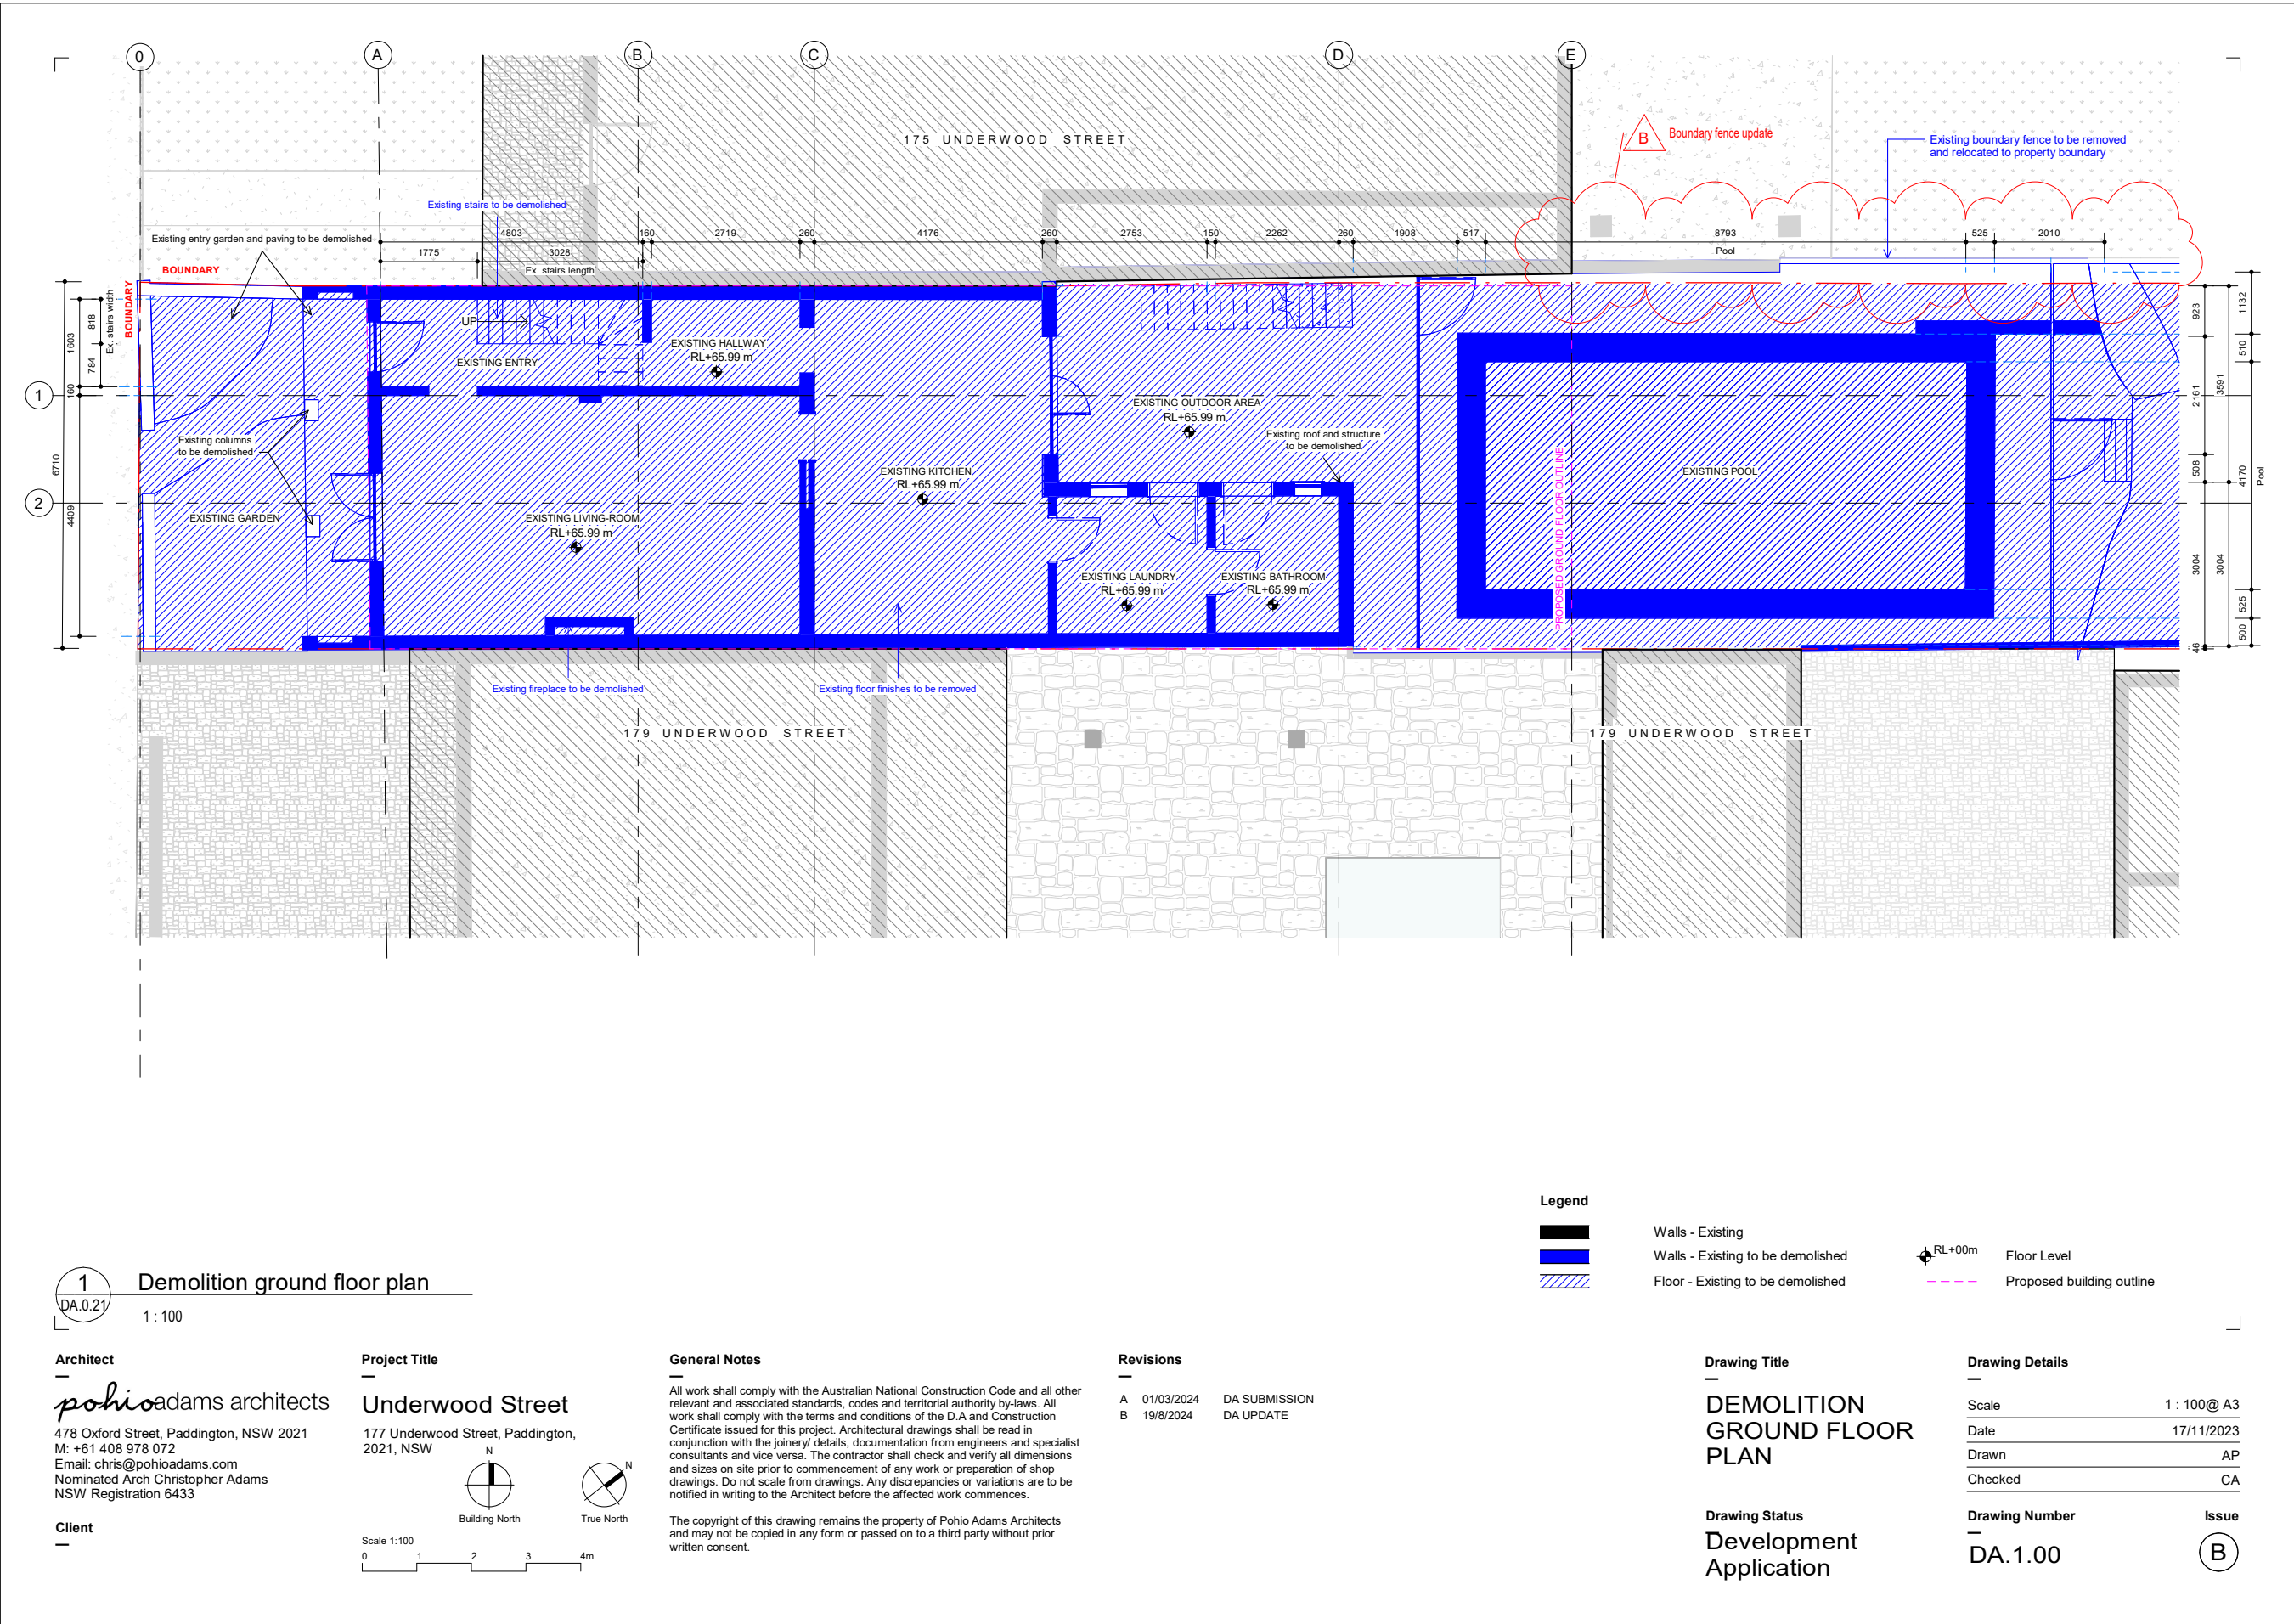 0
A
B
C
D
E
175 UNDERWOOD STREET
B
Boundary fence update
Existing boundary fence to be removed
and relocated to property boundary
Existing stairs to be demolished
Existing entry garden and paving to be demolished
4803
160
2719
260
4176
260
2753
150
2262
260
1908
517
8793
525
2010
1775
3028
Pool
Ex. stairs length
BOUNDARY
BOUNDARY
Ex. stairs width
818
784
1603
160
4409
6710
UP
EXISTING ENTRY
EXISTING HALLWAY
RL+65.99 m
1
2
EXISTING OUTDOOR AREA
RL+65.99 m
Existing roof and structure
to be demolished
Existing columns
to be demolished
EXISTING GARDEN
EXISTING LIVING-ROOM
RL+65.99 m
EXISTING KITCHEN
RL+65.99 m
EXISTING LAUNDRY
RL+65.99 m
EXISTING BATHROOM
RL+65.99 m
PROPOSED GROUND FLOOR OUTLINE
EXISTING POOL
923
2161
508
3004
46
3591
3004
1132
510
4170
Pool
525
500
Existing fireplace to be demolished
Existing floor finishes to be removed
179 UNDERWOOD STREET
179 UNDERWOOD STREET
Legend
Walls - Existing
Walls - Existing to be demolished
Floor - Existing to be demolished
RL+00m
Floor Level
Proposed building outline
1
DA.0.21
Demolition ground floor plan
1 : 100
Architect
pohioadams architects
478 Oxford Street, Paddington, NSW 2021
M: +61 408 978 072
Email: chris@pohioadams.com
Nominated Arch Christopher Adams
NSW Registration 6433
Client
Project Title
Underwood Street
177 Underwood Street, Paddington,
2021, NSW
N
Building North
N
True North
Scale 1:100
0 1 2 3 4m
General Notes
All work shall comply with the Australian National Construction Code and all other
relevant and associated standards, codes and territorial authority by-laws. All
work shall comply with the terms and conditions of the D.A and Construction
Certificate issued for this project. Architectural drawings shall be read in
conjunction with the joinery/ details, documentation from engineers and specialist
consultants and vice versa. The contractor shall check and verify all dimensions
and sizes on site prior to commencement of any work or preparation of shop
drawings. Do not scale from drawings. Any discrepancies or variations are to be
notified in writing to the Architect before the affected work commences.
The copyright of this drawing remains the property of Pohio Adams Architects
and may not be copied in any form or passed on to a third party without prior
written consent.
Revisions
A 01/03/2024 DA SUBMISSION
B 19/8/2024 DA UPDATE
Drawing Title
DEMOLITION
GROUND FLOOR
PLAN
Drawing Status
Development
Application
Drawing Details
Scale 1 : 100@ A3
Date 17/11/2023
Drawn AP
Checked CA
Drawing Number
DA.1.00
Issue
B